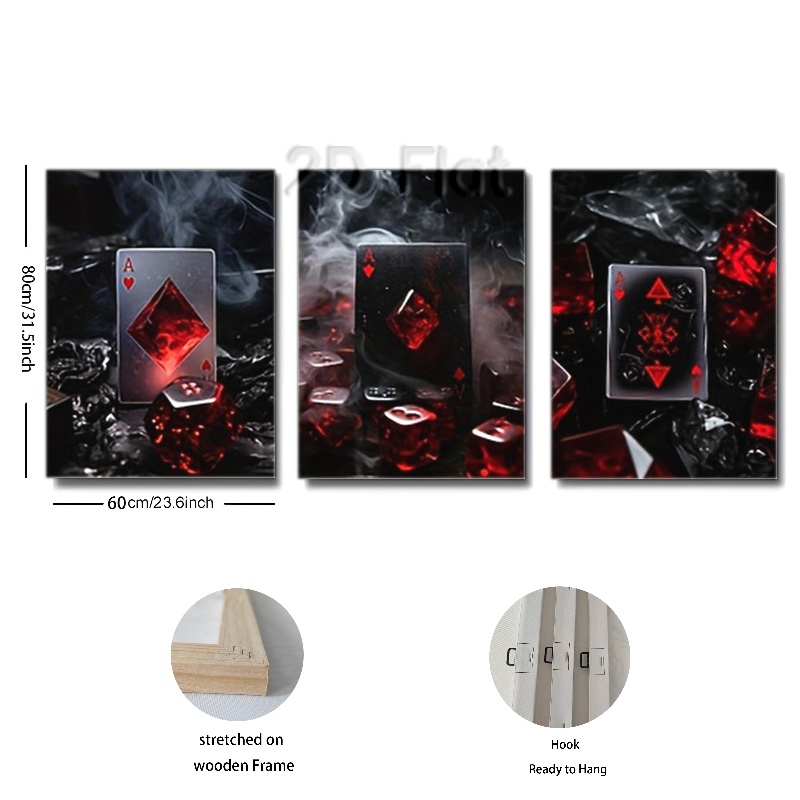 2D Flat
A
A
A
80cm/31.5inch
60cm/23.6inch
stretched on
wooden Frame
Hook
Ready to Hang